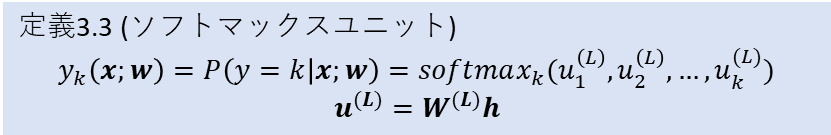 定義3.3 (ソフトマックスユニット)
y_k(x; w) = P(y = k|x; w) = softmax_k(u_1^{(L)}, u_2^{(L)}, … , u_k^{(L)})
u^{(L)} = W^{(L)}h